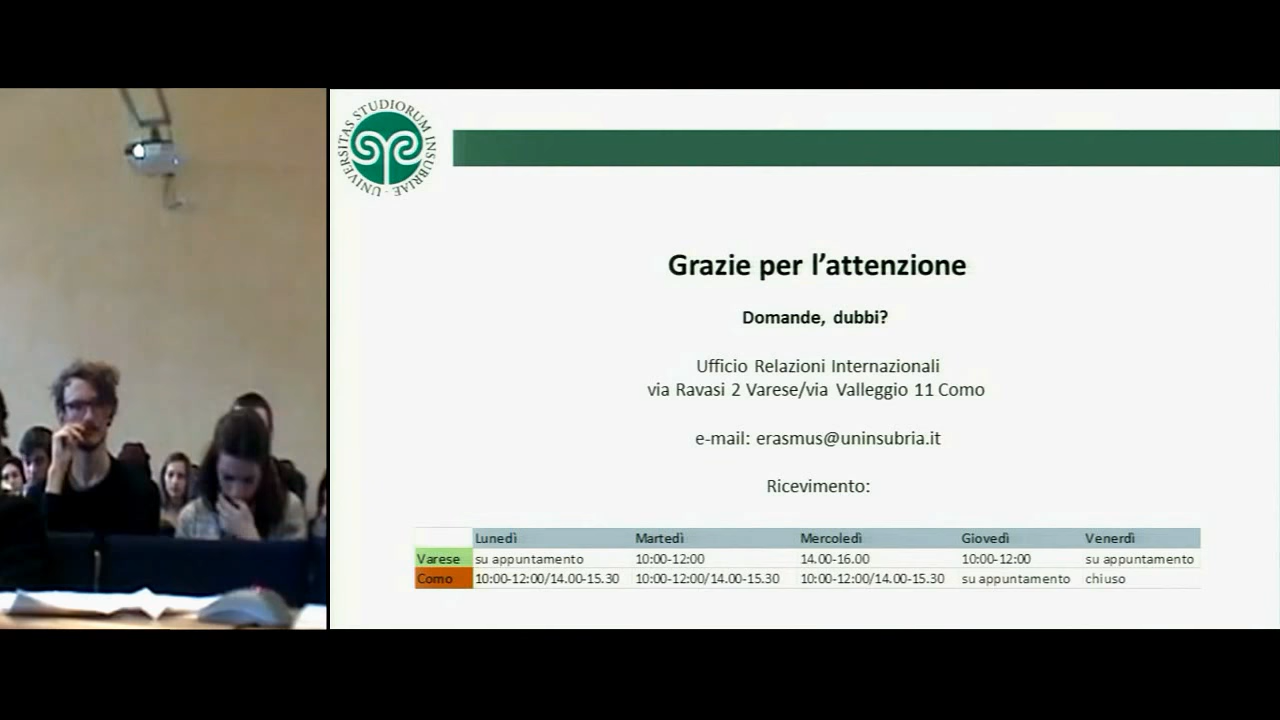 UNIVERSITAS STUDIORUM INSUBRIAE
Grazie per l'attenzione
Domande, dubbi?
Ufficio Relazioni Internazionali
via Ravasi 2 Varese/via Valleggio 11 Como
e-mail: erasmus@uninsubria.it
Ricevimento:
Lunedì Martedì Mercoledì Giovedì Venerdì
Varese su appuntamento 10:00-12:00 14.00-16.00 10:00-12:00 su appuntamento
Como 10:00-12:00/14.00-15.30 10:00-12:00/14.00-15.30 10:00-12:00/14.00-15.30 su appuntamento chiuso